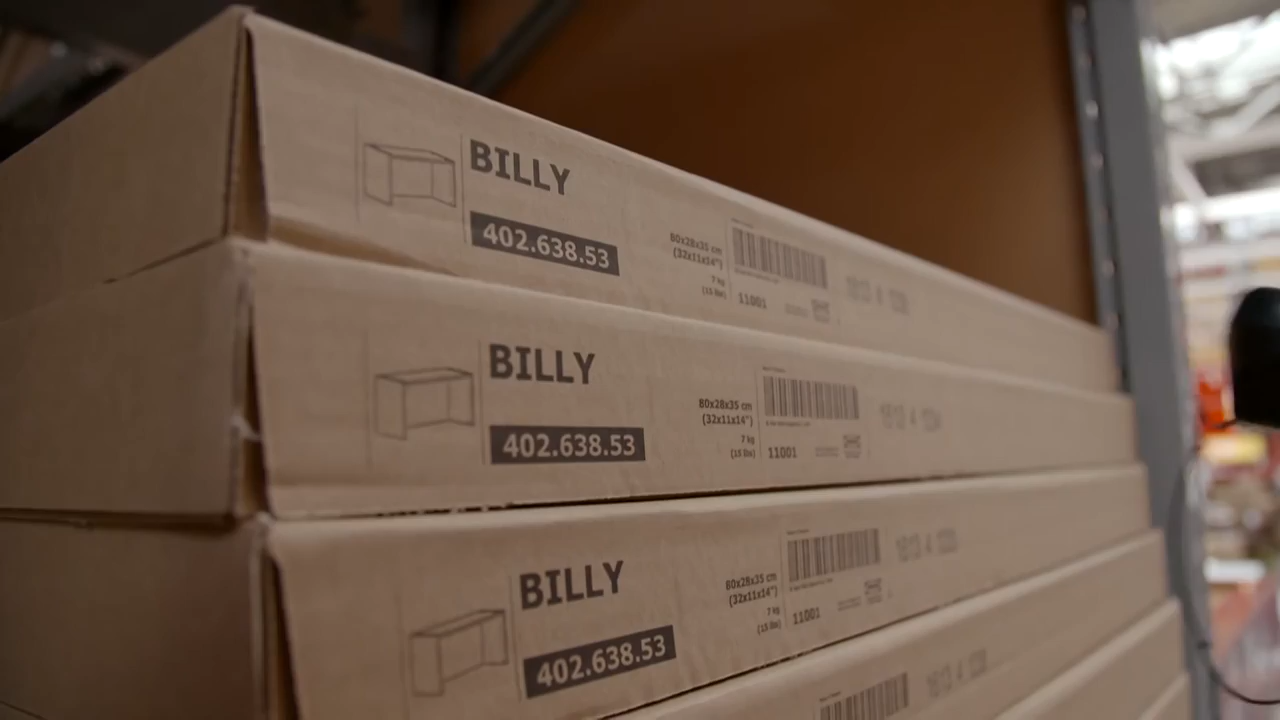 BILLY
402.638.53
80x28x35 cm
(32x11x14")
7 kg
(15 lbs)
11001
BILLY
402.638.53
80x28x35 cm
(32x11x14")
7 kg
(15 lbs)
11001
BILLY
402.638.53
80x28x35 cm
(32x11x14")
7 kg
(15 lbs)
11001